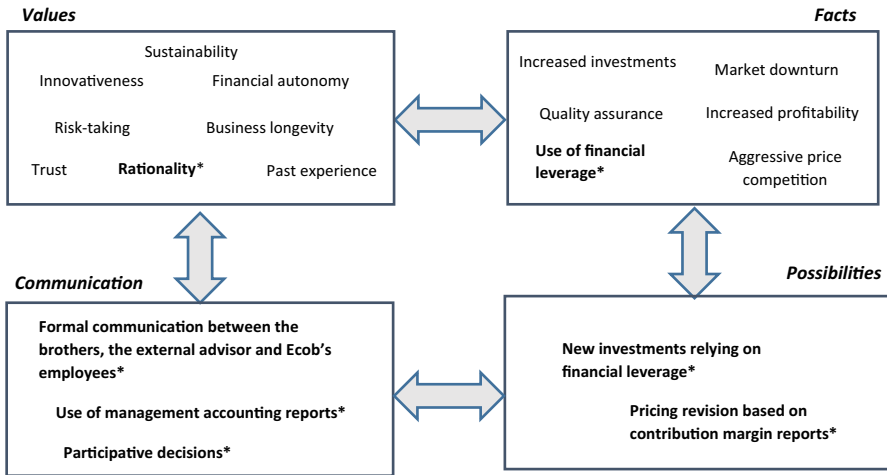 Values
Sustainability
Innovativeness
Financial autonomy
Risk-taking
Business longevity
Trust
Rationality*
Past experience
Facts
Increased investments
Market downturn
Quality assurance
Increased profitability
Use of financial
leverage*
Aggressive price
competition
Communication
Formal communication between the
brothers, the external advisor and Ecob's
employees*
Use of management accounting reports*
Participative decisions*
Possibilities
New investments relying on
financial leverage*
Pricing revision based on
contribution margin reports*